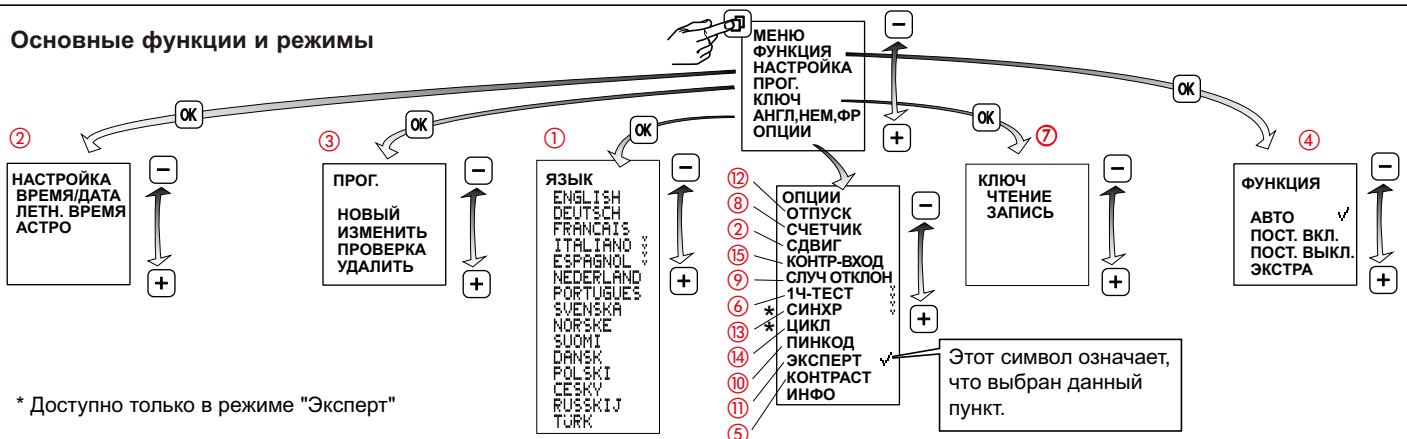 Основные функции и режимы
МЕНЮ
ФУНКЦИЯ
НАСТРОЙКА
ПРОГ.
КЛЮЧ
АНГЛ,НЕМ,ФР
ОПЦИИ
−
+
OK
OK
OK
OK
OK
②
НАСТРОЙКА
ВРЕМЯ/ДАТА
ЛЕТН. ВРЕМЯ
АСТРО
−
+
③
ПРОГ.
НОВЫЙ
ИЗМЕНИТЬ
ПРОВЕРКА
УДАЛИТЬ
−
+
①
ЯЗЫК
ENGLISH
DEUTSCH
FRANCAIS
ITALIANO
ESPAGNOL
NEDERLAND
PORTUGUES
SVENSKA
NORSKE
SUOMI
DANSK
POLSKI
CESKY
RUSSKIJ
TÜRK
−
+
ОПЦИИ
⑫ ОТПУСК
⑧ СЧЕТЧИК
② СДВИГ
⑮ КОНТР-ВХОД
⑨ СЛУЧ ОТКЛОН
⑥ 1Ч-ТЕСТ
⑬ * СИНХР
⑭ * ЦИКЛ
⑩ ПИНКОД
⑪ ЭКСПЕРТ ✓
⑤ КОНТРАСТ
ИНФО
−
+
Этот символ означает,
что выбран данный
пункт.
⑦
КЛЮЧ
ЧТЕНИЕ
ЗАПИСЬ
−
+
④
ФУНКЦИЯ
АВТО ✓
ПОСТ. ВКЛ.
ПОСТ. ВЫКЛ.
ЭКСТРА
−
+
* Доступно только в режиме "Эксперт"